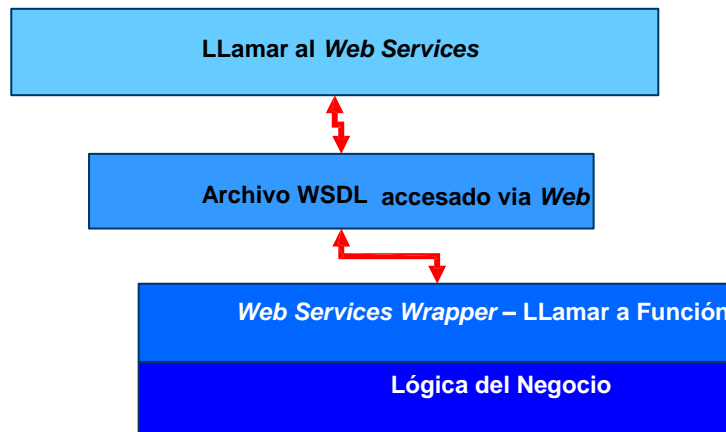 LLamar al Web Services
Archivo WSDL accesado via Web
Web Services Wrapper – LLamar a Función
Lógica del Negocio